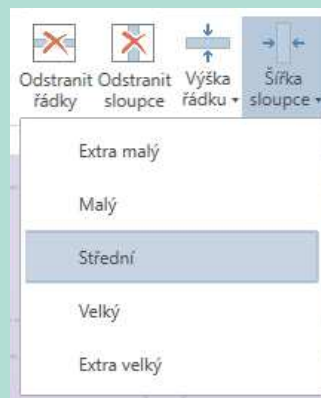 Odstranit Odstranit Výška Šířka
řádky sloupce řádku sloupce
Extra malý
Malý
Střední
Velký
Extra velký